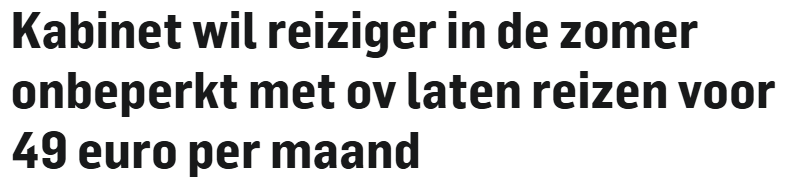 Kabinet wil reiziger in de zomer
onbeperkt met ov laten reizen voor
49 euro per maand